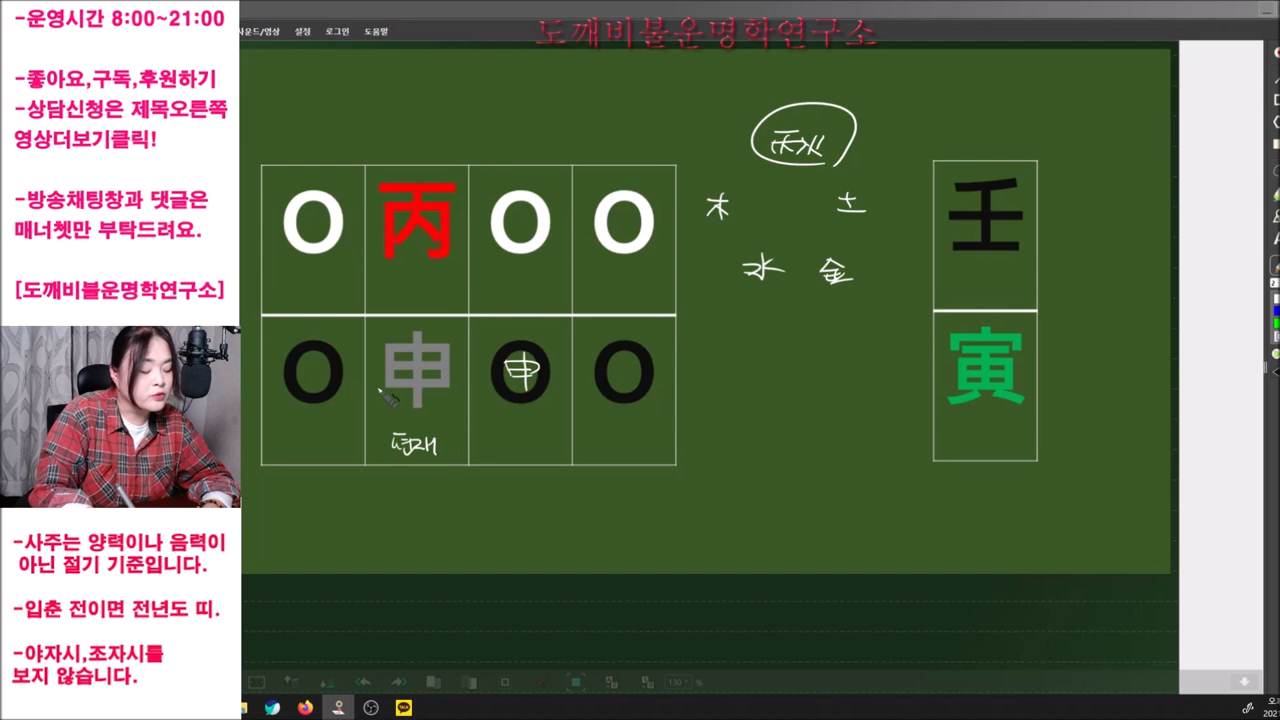 -운영시간 8:00~21:00
-좋아요,구독,후원하기
-상담신청은 제목오른쪽
영상더보기클릭!
-방송채팅창과 댓글은
매너쳇만 부탁드려요.
[도깨비불운명학연구소]
-사주는 양력이나 음력이
아닌 절기 기준입니다.
-입춘 전이면 전년도 띠.
-야자시,조자시를
보지 않습니다.
설정 로그인 도움말
도깨비불운명학연구소
O 丙 O O
O 申 O O
申
편재
木 土
水 金
壬
寅
130 %